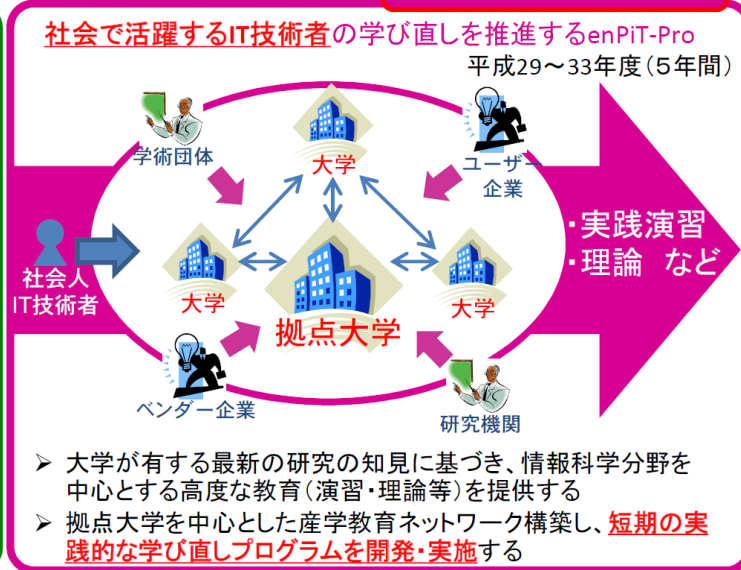 社会で活躍するIT技術者の学び直しを推進するenPiT-Pro
平成29～33年度(５年間)
学術団体
大学
ユーザー
企業
社会人
IT技術者
大学
大学
拠点大学
・実践演習
・理論　など
ベンダー企業
研究機関
➢ 大学が有する最新の研究の知見に基づき、情報科学分野を
中心とする高度な教育(演習・理論等)を提供する
➢ 拠点大学を中心とした産学教育ネットワーク構築し、短期の実
践的な学び直しプログラムを開発・実施する